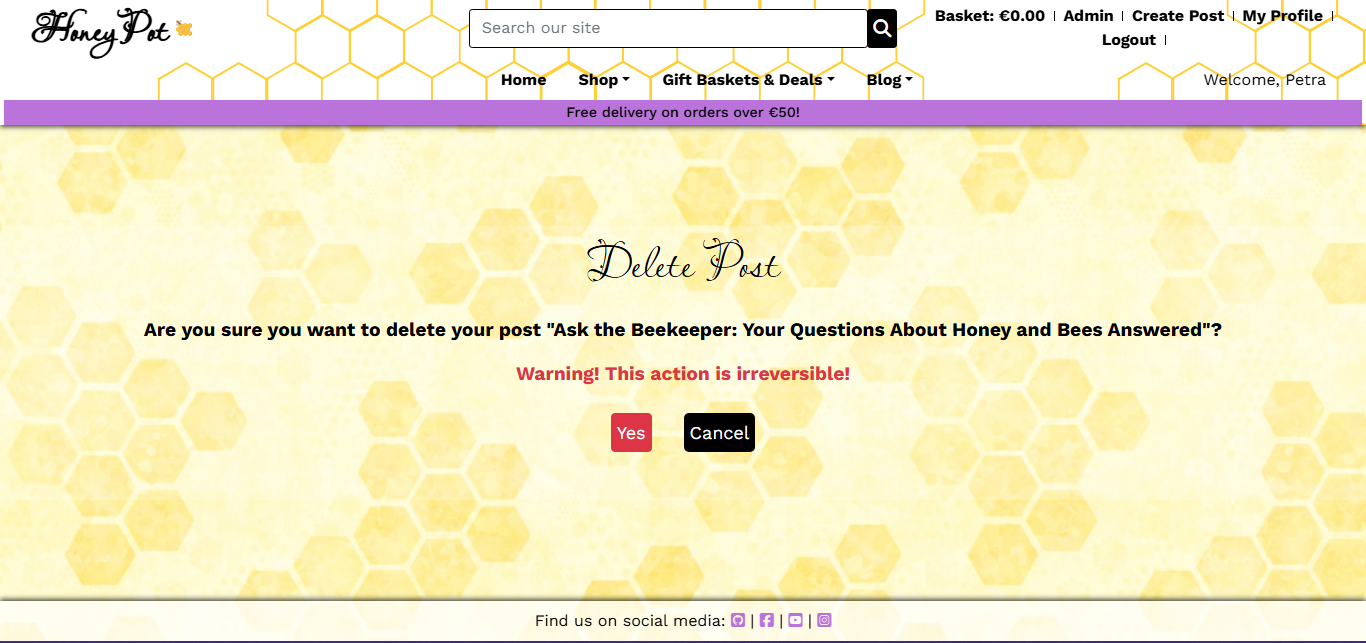 Honey Pot
Search our site
Basket: €0.00 | Admin | Create Post | My Profile |
Logout |
Home Shop Gift Baskets & Deals Blog
Welcome, Petra
Free delivery on orders over €50!
Delete Post
Are you sure you want to delete your post "Ask the Beekeeper: Your Questions About Honey and Bees Answered"?
Warning! This action is irreversible!
Yes Cancel
Find us on social media: | | |